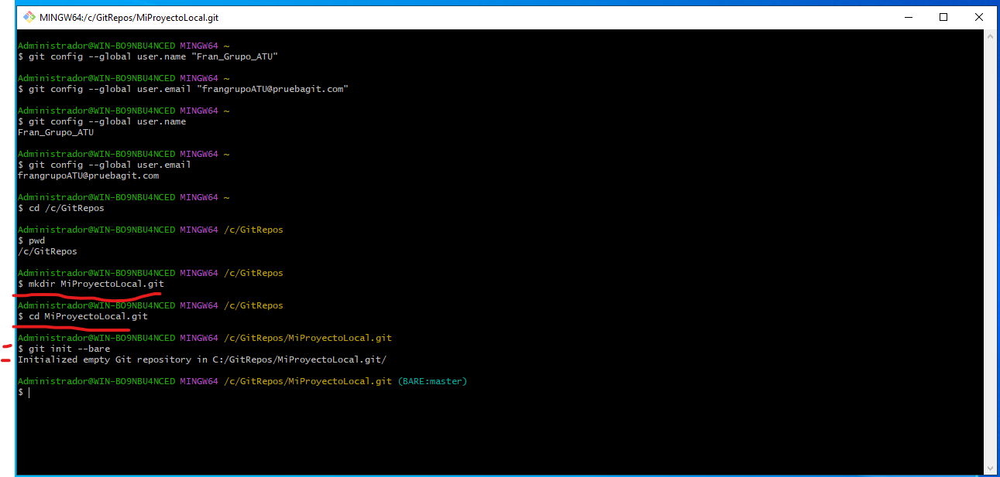 MINGW64:/c/GitRepos/MiProyectoLocal.git
Administrador@WIN-BO9NBU4NCED MINGW64 ~
$ git config --global user.name "Fran_Grupo_ATU"
Administrador@WIN-BO9NBU4NCED MINGW64 ~
$ git config --global user.email "frangrupoATU@pruebagit.com"
Administrador@WIN-BO9NBU4NCED MINGW64 ~
$ git config --global user.name
Fran_Grupo_ATU
Administrador@WIN-BO9NBU4NCED MINGW64 ~
$ git config --global user.email
frangrupoATU@pruebagit.com
Administrador@WIN-BO9NBU4NCED MINGW64 ~
$ cd /c/GitRepos
Administrador@WIN-BO9NBU4NCED MINGW64 /c/GitRepos
$ pwd
/c/GitRepos
Administrador@WIN-BO9NBU4NCED MINGW64 /c/GitRepos
$ mkdir MiProyectoLocal.git
Administrador@WIN-BO9NBU4NCED MINGW64 /c/GitRepos
$ cd MiProyectoLocal.git
Administrador@WIN-BO9NBU4NCED MINGW64 /c/GitRepos/MiProyectoLocal.git
$ git init --bare
Initialized empty Git repository in C:/GitRepos/MiProyectoLocal.git/
Administrador@WIN-BO9NBU4NCED MINGW64 /c/GitRepos/MiProyectoLocal.git (BARE:master)
$